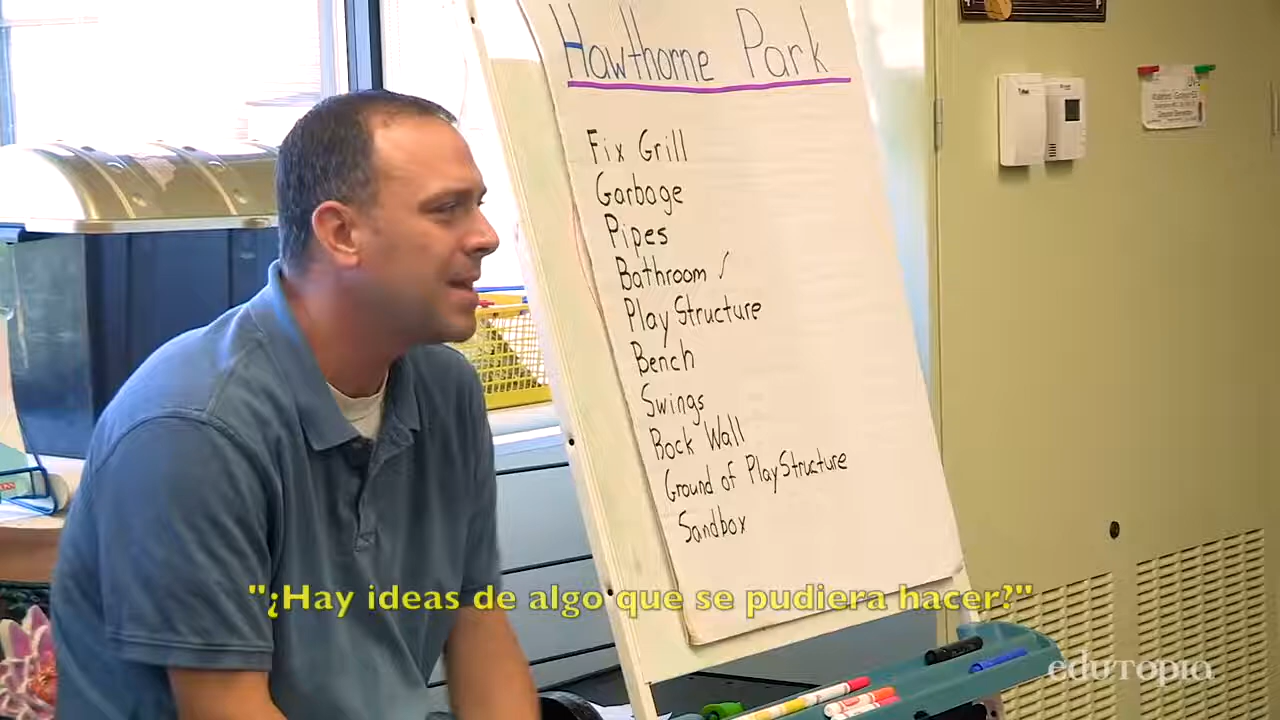 Hawthorne Park
Fix Grill
Garbage
Pipes
Bathroom ✓
Play Structure
Bench
Swings
Rock Wall
Ground of Play Structure
Sandbox
"¿Hay ideas de algo que se pudiera hacer?"
edutopia